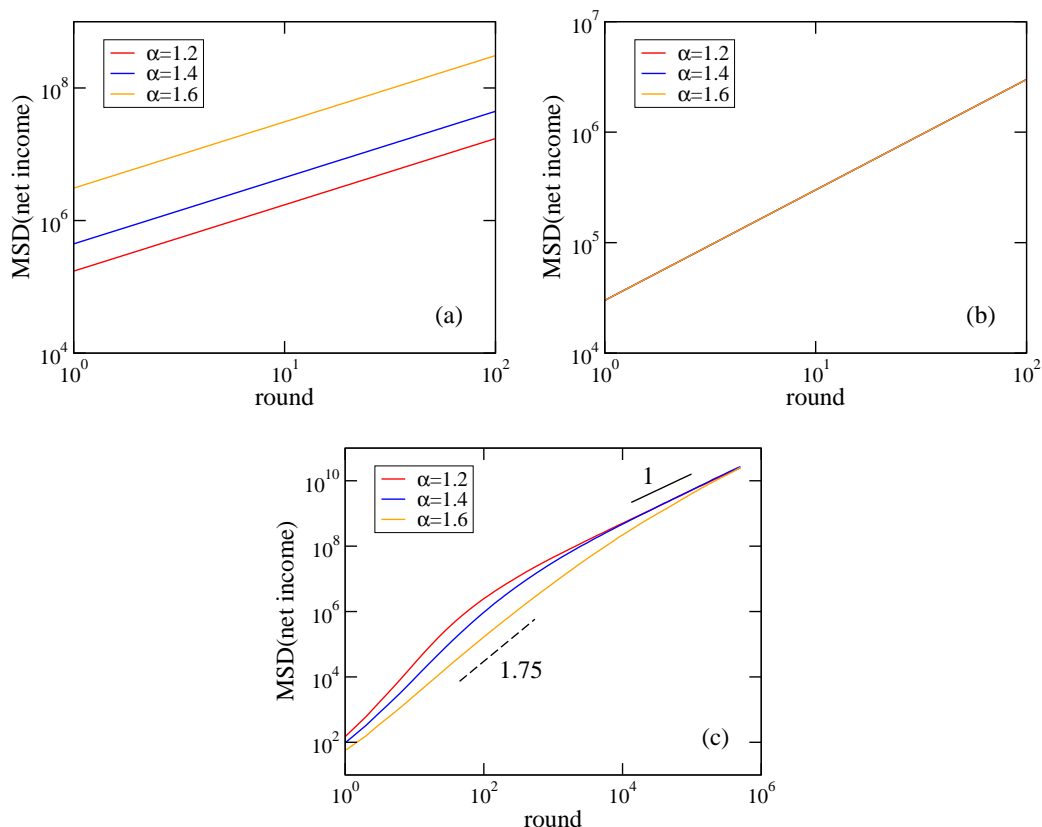 α=1.2
α=1.4
α=1.6
10^8
10^6
10^4
MSD(net income)
10^0
10^1
10^2
round
(a)
α=1.2
α=1.4
α=1.6
10^7
10^6
10^5
10^4
MSD(net income)
10^0
10^1
10^2
round
(b)
α=1.2
α=1.4
α=1.6
10^10
10^8
10^6
10^4
10^2
MSD(net income)
1
1.75
10^0
10^2
10^4
10^6
round
(c)